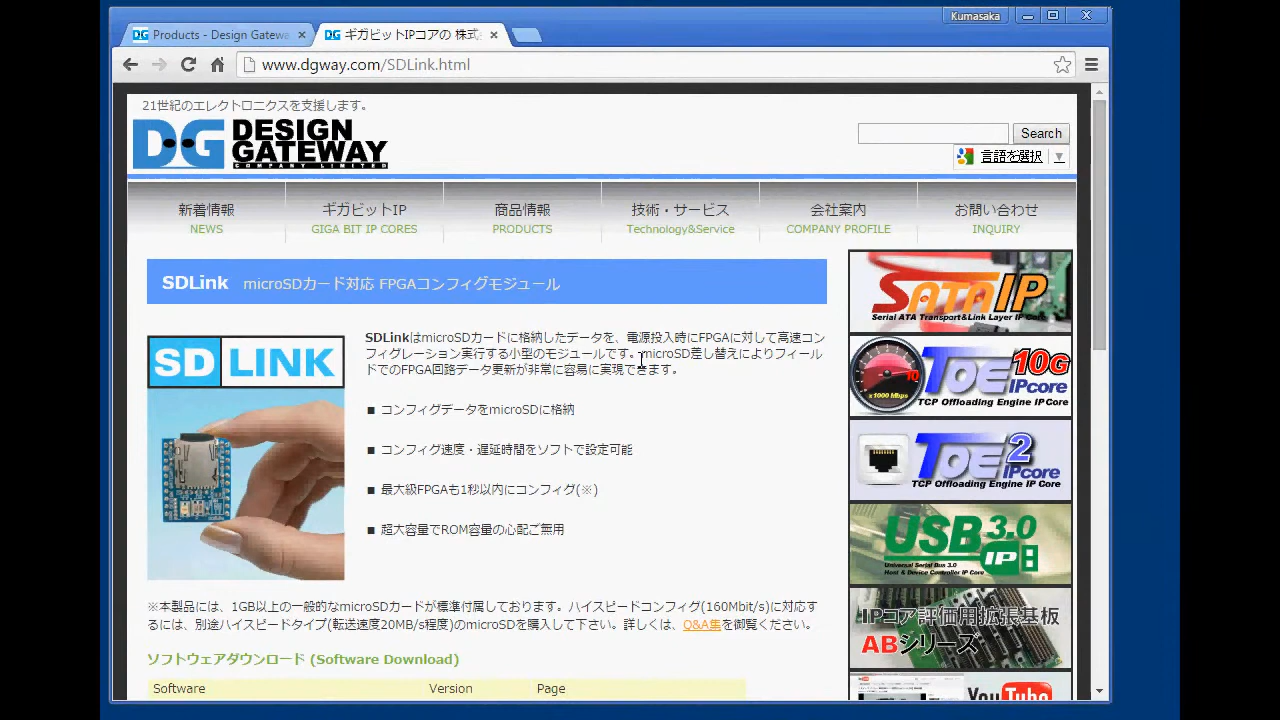 Kumasaka
Products - Design Gatewa
ギガビットIPコアの 株式
www.dgway.com/SDLink.html
21世紀のエレクトロニクスを支援します。
DG DESIGN
GATEWAY
COMPANY LIMITED
Search
言語を選択
新着情報 ギガビットIP 商品情報 技術・サービス 会社案内 お問い合わせ
NEWS GIGA BIT IP CORES PRODUCTS Technology&Service COMPANY PROFILE INQUIRY
SDLink microSDカード対応 FPGAコンフィグモジュール
SD LINK
SDLinkはmicroSDカードに格納したデータを、電源投入時にFPGAに対して高速コン
フィグレーション実行する小型のモジュールです。microSD差し替えによりフィール
ドでのFPGA回路データ更新が非常に容易に実現できます。
■ コンフィグデータをmicroSDに格納
■ コンフィグ速度・遅延時間をソフトで設定可能
■ 最大級FPGAも1秒以内にコンフィグ(※)
■ 超大容量でROM容量の心配ご無用
※本製品には、1GB以上の一般的なmicroSDカードが標準付属しております。ハイスピードコンフィグ(160Mbit/s)に対応す
るには、別途ハイスピードタイプ(転送速度20MB/s程度)のmicroSDを購入して下さい。詳しくは、Q&A集を御覧ください。
ソフトウェアダウンロード (Software Download)
Software Version Page
SATA IP
Serial ATA Transport&Link Layer IP Core
TOE 10G IPcore
x1000 Mbps
TCP Offloading Engine IP Core
TOE2 IPcore
TCP Offloading Engine IP Core
USB 3.0 IP
Universal Serial Bus 3.0
Host & Device Controller IP Core
IPコア評価用拡張基板
ABシリーズ
YouTube